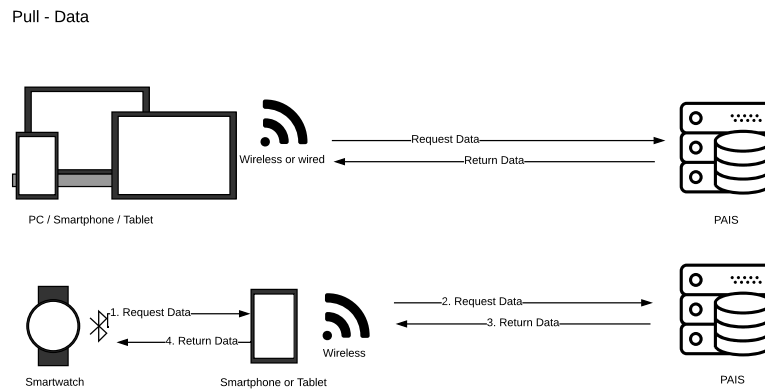 Pull - Data
Request Data
Wireless or wired
Return Data
PC / Smartphone / Tablet
PAIS
1. Request Data
2. Request Data
3. Return Data
4. Return Data
Wireless
Smartwatch
Smartphone or Tablet
PAIS